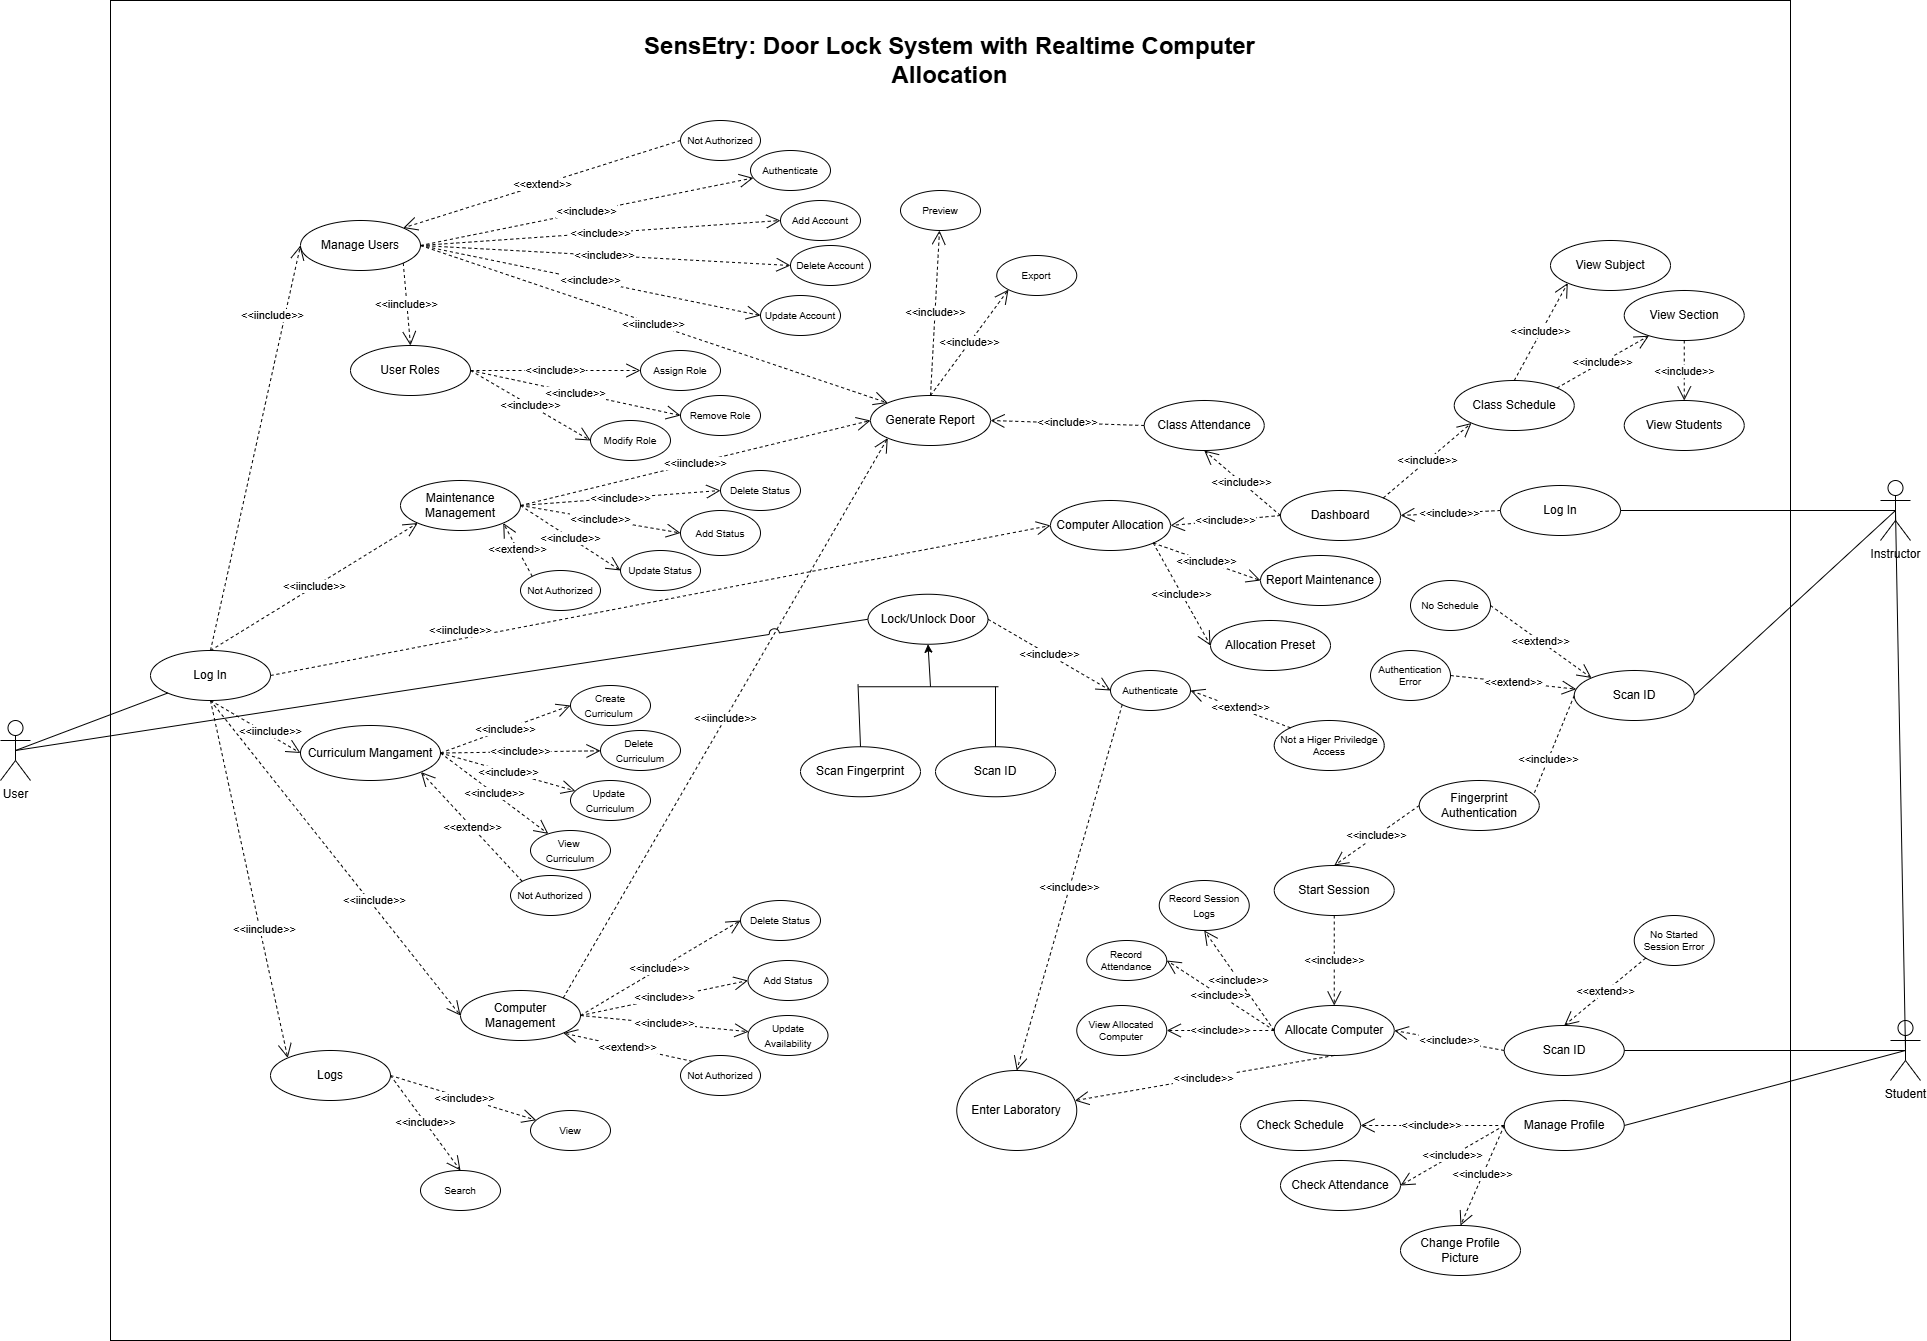 SensEtry: Door Lock System with Realtime Computer
Allocation
Not Authorized
Authenticate
<<extend>>
<<include>>
Add Account
<<include>>
Manage Users
<<include>>
Delete Account
<<include>>
Update Account
<<iinclude>>
<<iinclude>>
<<iinclude>>
User Roles
<<include>>
Assign Role
<<include>>
Remove Role
<<include>>
Modify Role
Preview
Export
<<include>>
<<include>>
Generate Report
<<include>>
Class Attendance
View Subject
View Section
<<include>>
<<include>>
<<include>>
Class Schedule
View Students
<<include>>
<<include>>
<<iinclude>>
Maintenance
Management
<<include>>
Delete Status
<<include>>
Add Status
<<include>>
<<extend>>
Update Status
Not Authorized
<<iinclude>>
Computer Allocation
<<include>>
Dashboard
<<include>>
Log In
Instructor
<<include>>
Report Maintenance
<<include>>
Allocation Preset
<<iinclude>>
Lock/Unlock Door
<<include>>
Authenticate
<<extend>>
Not a Higer Priviledge
Access
Scan Fingerprint
Scan ID
No Schedule
<<extend>>
Authentication
Error
<<extend>>
Scan ID
<<include>>
Fingerprint
Authentication
<<include>>
Start Session
Log In
User
<<iinclude>>
Curriculum Mangament
<<include>>
Create
Curriculum
<<include>>
Delete
Curriculum
<<include>>
Update
Curriculum
<<include>>
View
Curriculum
<<extend>>
Not Authorized
<<iinclude>>
<<iinclude>>
<<iinclude>>
<<include>>
Computer
Management
<<include>>
Delete Status
<<include>>
Add Status
<<include>>
Update
Availability
<<extend>>
Not Authorized
Logs
<<include>>
View
<<include>>
Search
Record Session
Logs
Record
Attendance
<<include>>
<<include>>
<<include>>
View Allocated
Computer
<<include>>
Allocate Computer
<<include>>
Scan ID
<<extend>>
No Started
Session Error
Student
<<include>>
Enter Laboratory
Check Schedule
<<include>>
Manage Profile
<<include>>
Check Attendance
<<include>>
Change Profile
Picture